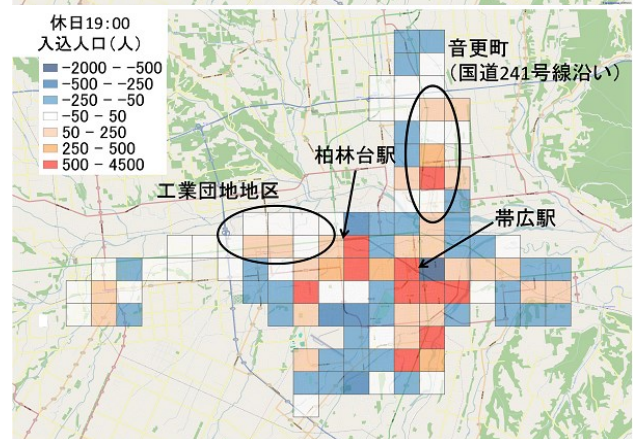 休日19:00
入込人口(人)
-2000 - -500
-500 - -250
-250 - -50
-50 - 50
50 - 250
250 - 500
500 - 4500
音更町
(国道241号線沿い)
柏林台駅
工業団地地区
帯広駅